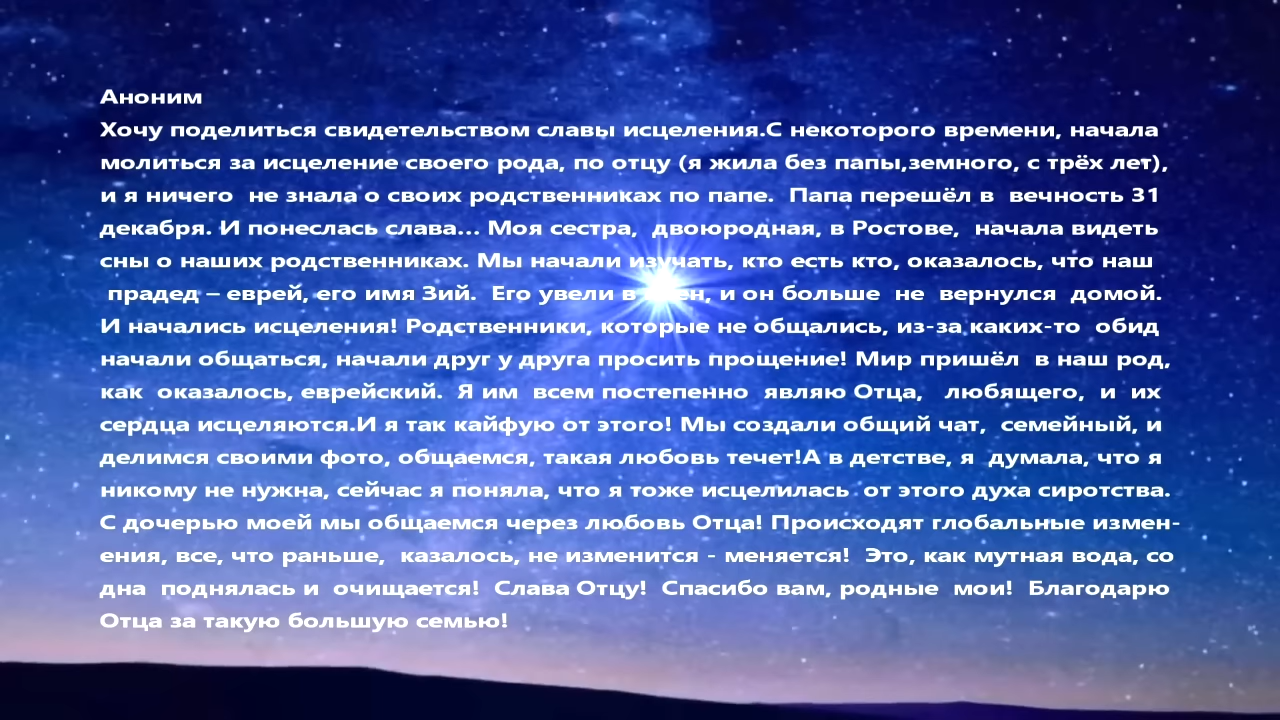 Аноним
Хочу поделиться свидетельством славы исцеления.С некоторого времени, начала
молиться за исцеление своего рода, по отцу (я жила без папы,земного, с трёх лет),
и я ничего  не знала о своих родственниках по папе.  Папа перешёл в  вечность 31
декабря. И понеслась слава... Моя сестра,  двоюродная, в Ростове,  начала видеть
сны о наших родственниках. Мы начали изучать, кто есть кто, оказалось, что наш
прадед – еврей, его имя Зий.  Его увели в , и он больше  не  вернулся  домой.
И начались исцеления! Родственники, которые не общались, из-за каких-то  обид
начали общаться, начали друг у друга просить прощение! Мир пришёл  в наш род,
как  оказалось, еврейский.  Я им  всем постепенно  являю Отца,   любящего,  и  их
сердца исцеляются.И я так кайфую от этого! Мы создали общий чат,  семейный, и
делимся своими фото, общаемся, такая любовь течет!А в детстве, я  думала, что я
никому не нужна, сейчас я поняла, что я тоже исцелилась  от этого духа сиротства.
С дочерью моей мы общаемся через любовь Отца! Происходят глобальные измен-
ения, все, что раньше,  казалось, не изменится - меняется!  Это, как мутная вода, со
дна  поднялась и  очищается!  Слава Отцу!  Спасибо вам, родные  мои!  Благодарю
Отца за такую большую семью!